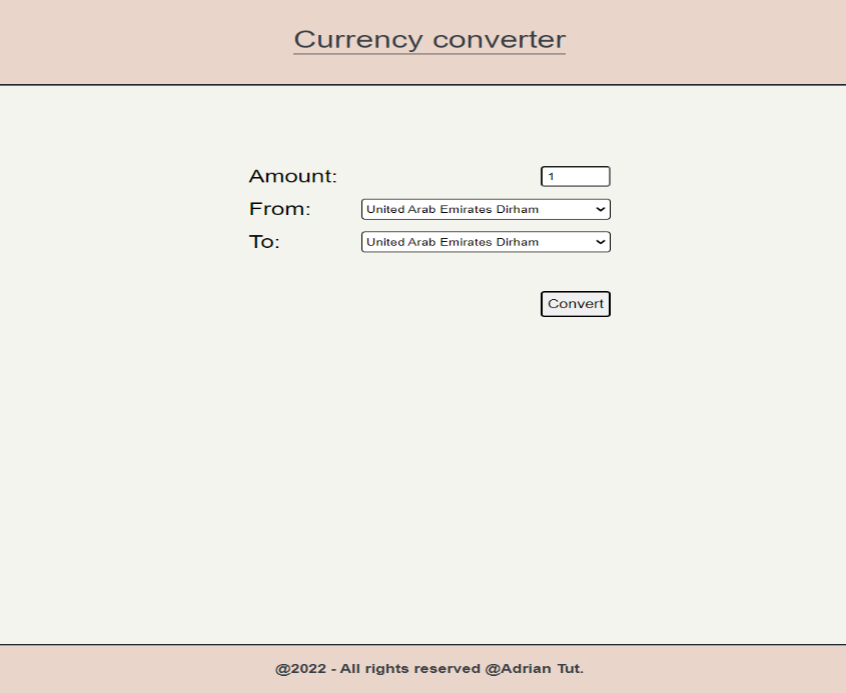 Currency converter
Amount: 1
From: United Arab Emirates Dirham
To: United Arab Emirates Dirham
Convert
@2022 - All rights reserved @Adrian Tut.